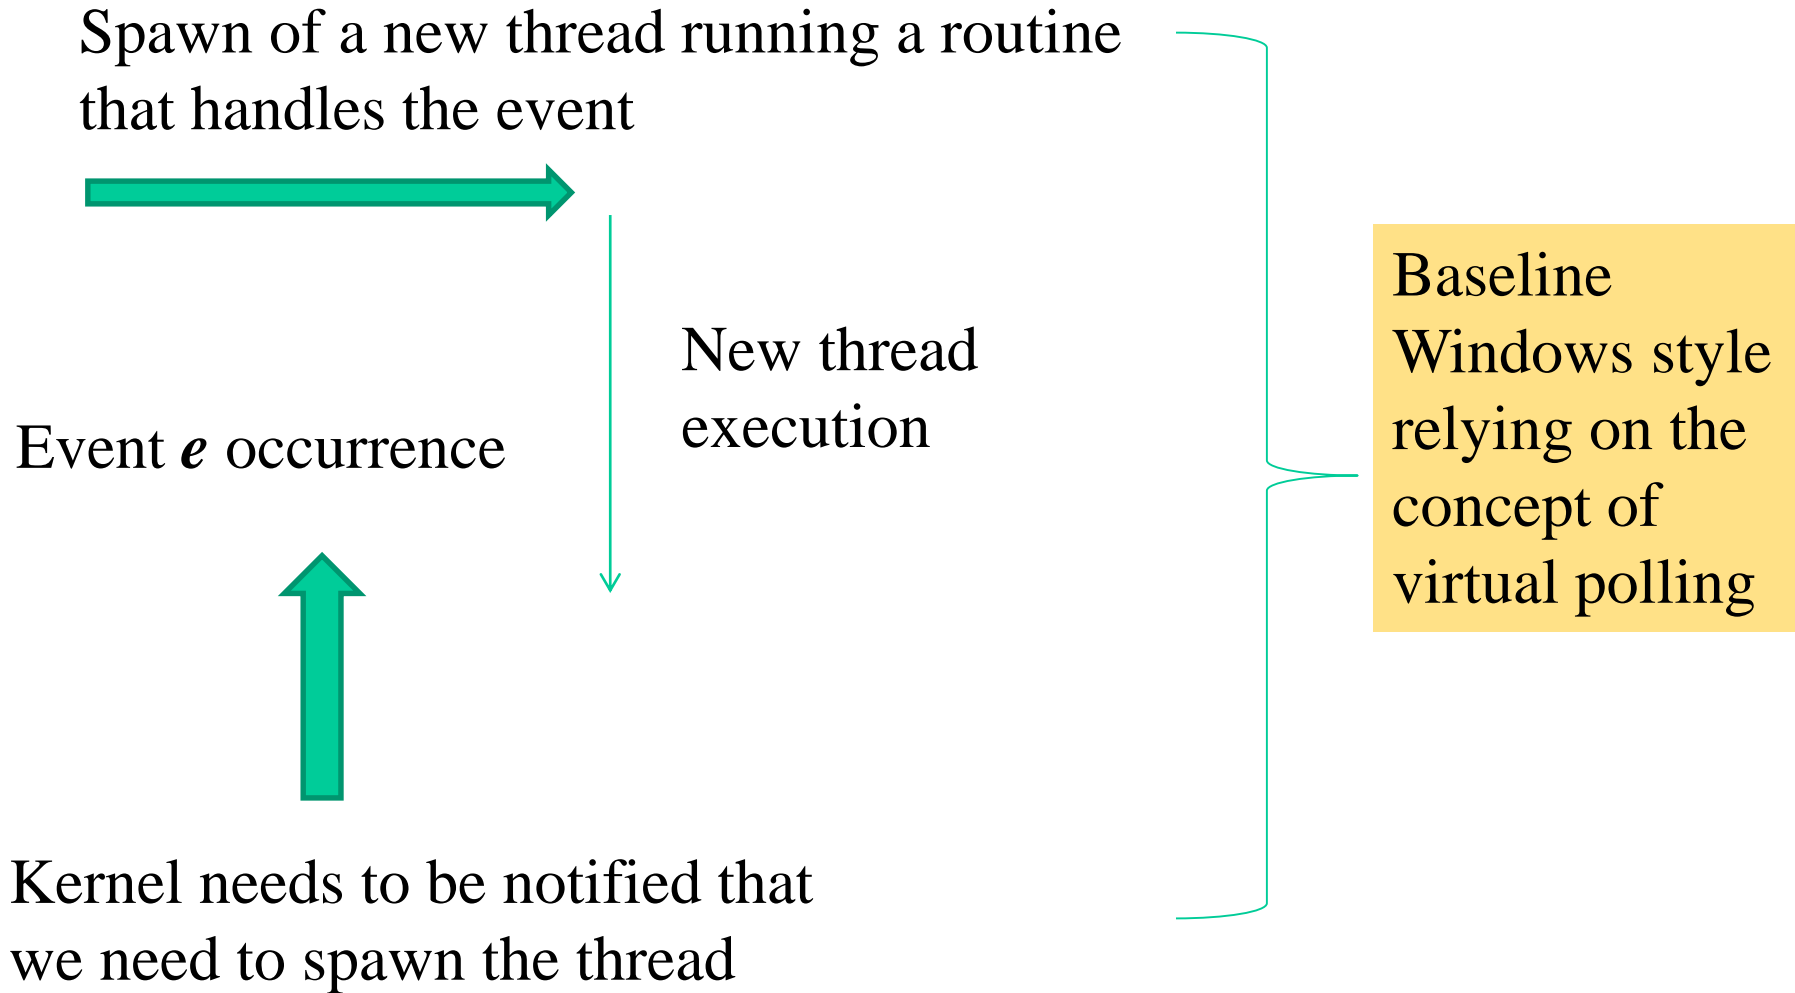 Spawn of a new thread running a routine
that handles the event
New thread
execution
Event e occurrence
Kernel needs to be notified that
we need to spawn the thread
Baseline
Windows style
relying on the
concept of
virtual polling